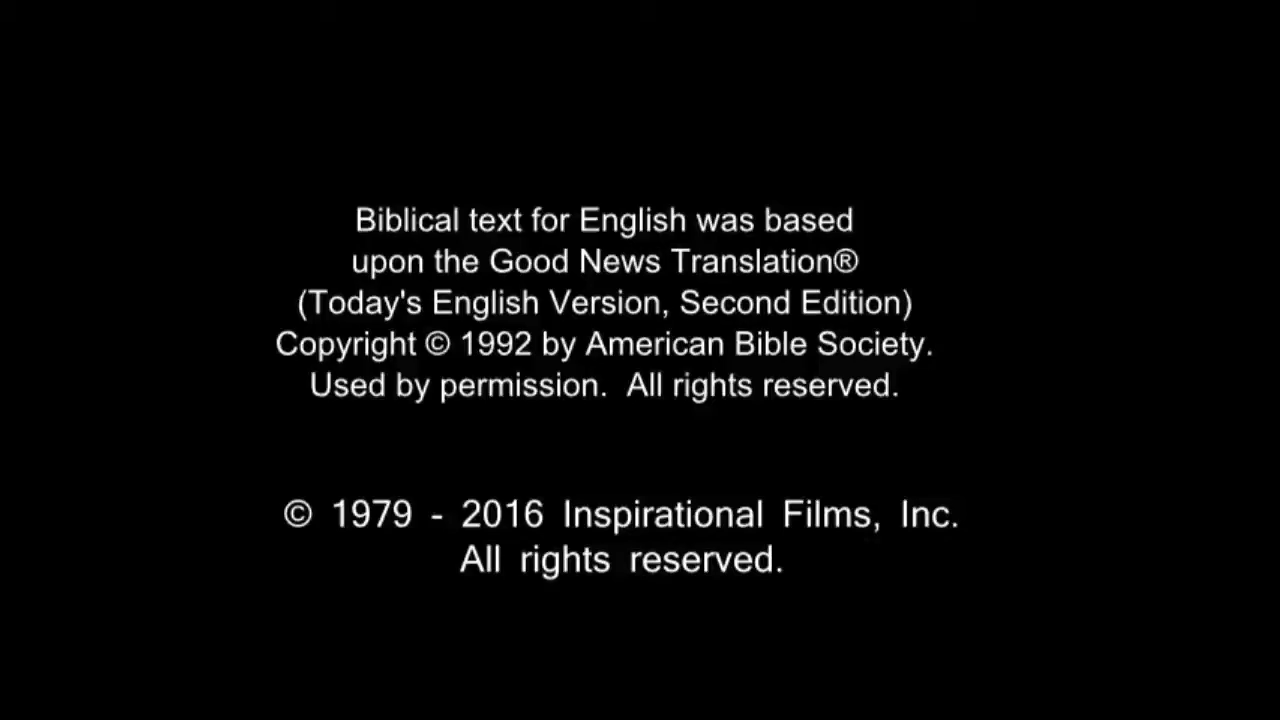 Biblical text for English was based
upon the Good News Translation®
(Today's English Version, Second Edition)
Copyright © 1992 by American Bible Society.
Used by permission.  All rights reserved.
© 1979 - 2016 Inspirational Films, Inc.
All rights reserved.